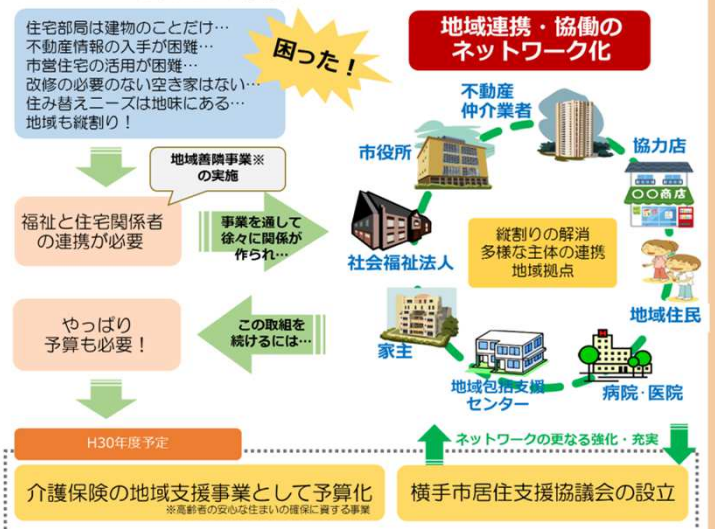 住宅部局は建物のことだけ…
不動産情報の入手が困難…
市営住宅の活用が困難…
改修の必要のない空き家はない…
住み替えニーズは地味にある…
地域も縦割り！
困った！
地域連携・協働の
ネットワーク化
地域善隣事業※
の実施
福祉と住宅関係者
の連携が必要
事業を通して
徐々に関係が
作られ…
不動産
仲介業者
市役所
協力店
〇〇商店
社会福祉法人
縦割りの解消
多様な主体の連携
地域拠点
地域住民
やっぱり
予算も必要！
この取組を
続けるには…
家主
地域包括支援
センター
病院・医院
H30年度予定
ネットワークの更なる強化・充実
介護保険の地域支援事業として予算化
※高齢者の安心な住まいの確保に資する事業
横手市居住支援協議会の設立